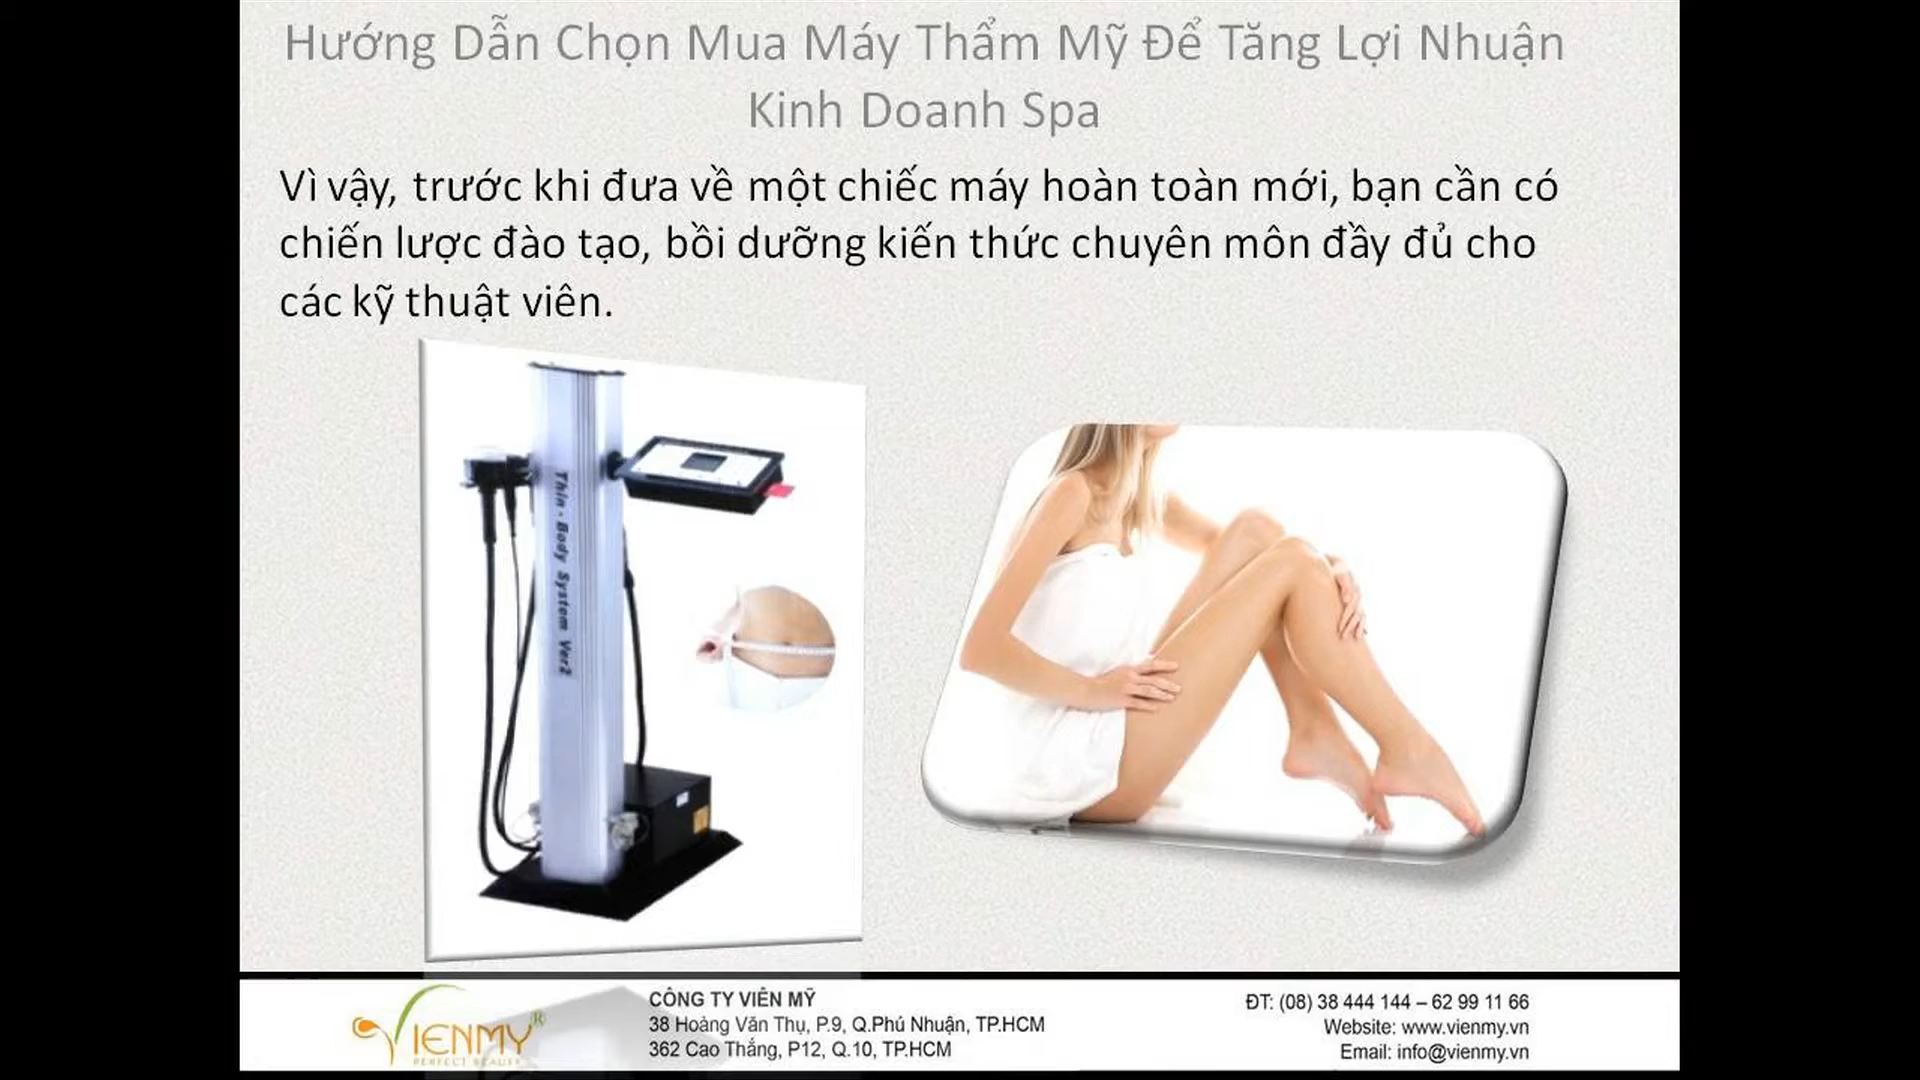 Hướng Dẫn Chọn Mua Máy Thẩm Mỹ Để Tăng Lợi Nhuận
Kinh Doanh Spa
Vì vậy, trước khi đưa về một chiếc máy hoàn toàn mới, bạn cần có
chiến lược đào tạo, bồi dưỡng kiến thức chuyên môn đầy đủ cho
các kỹ thuật viên.
Thin - Body System Ver2
VIENMY®
PERFECT BEAUTY
CÔNG TY VIÊN MỸ
38 Hoàng Văn Thụ, P.9, Q.Phú Nhuận, TP.HCM
362 Cao Thắng, P12, Q.10, TP.HCM
ĐT: (08) 38 444 144 – 62 99 11 66
Website: www.vienmy.vn
Email: info@vienmy.vn